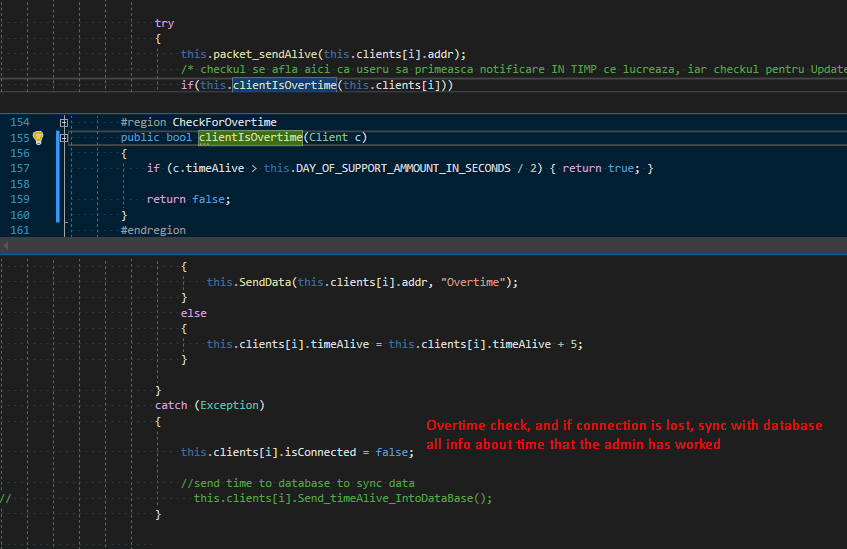 try
{
this.packet_sendAlive(this.clients[i].addr);
/* checkul se afla aici ca useru sa primeasca notificare IN TIMP ce lucreaza, iar checkul pentru Update
if(this.clientIsOvertime(this.clients[i]))
154 #region CheckForOvertime
155 public bool clientIsOvertime(Client c)
156 {
157 if (c.timeAlive > this.DAY_OF_SUPPORT_AMMOUNT_IN_SECONDS / 2) { return true; }
158
159 return false;
160 }
161 #endregion
{
this.SendData(this.clients[i].addr, "Overtime");
}
else
{
this.clients[i].timeAlive = this.clients[i].timeAlive + 5;
}
}
catch (Exception)
{
Overtime check, and if connection is lost, sync with database
all info about time that the admin has worked
this.clients[i].isConnected = false;
//send time to database to sync data
// this.clients[i].Send_timeAlive_IntoDataBase();
}